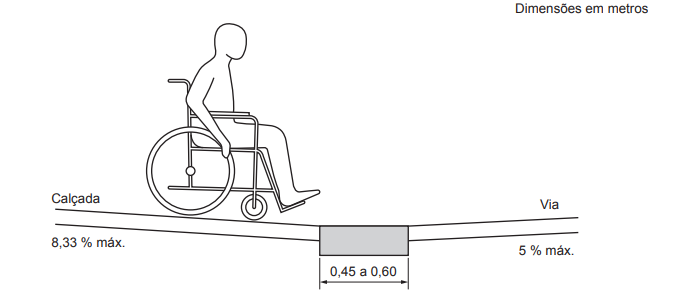 Dimensões em metros
Calçada
Via
8,33 % máx.
5 % máx.
0,45 a 0,60